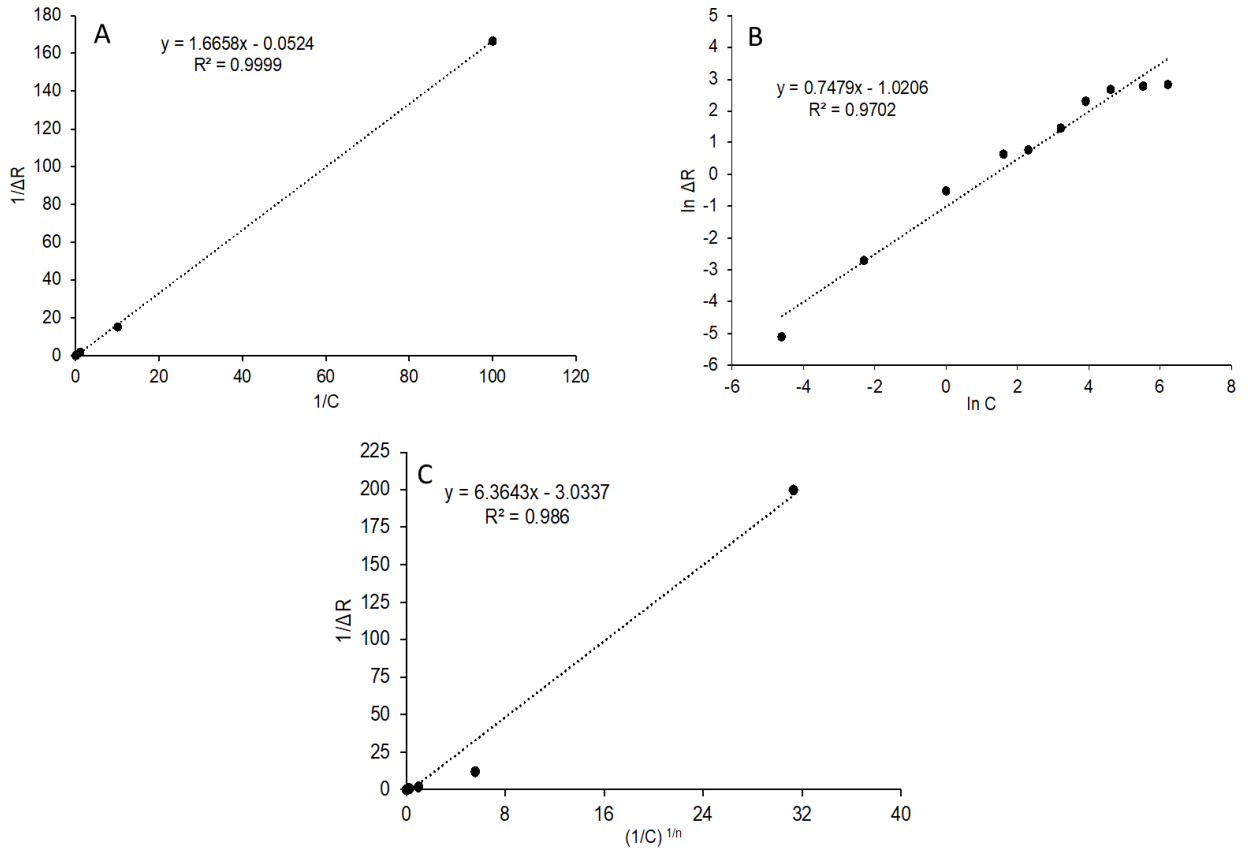 A
y = 1.6658x - 0.0524
R² = 0.9999
180
160
140
120
100
80
60
40
20
0
1/ΔR
0 20 40 60 80 100 120
1/C
B
y = 0.7479x - 1.0206
R² = 0.9702
5
4
3
2
1
0
-1
-2
-3
-4
-5
-6
ln ΔR
-6 -4 -2 0 2 4 6 8
ln C
C
y = 6.3643x - 3.0337
R² = 0.986
225
200
175
150
125
100
75
50
25
0
1/ΔR
0 8 16 24 32 40
(1/C) 1/n